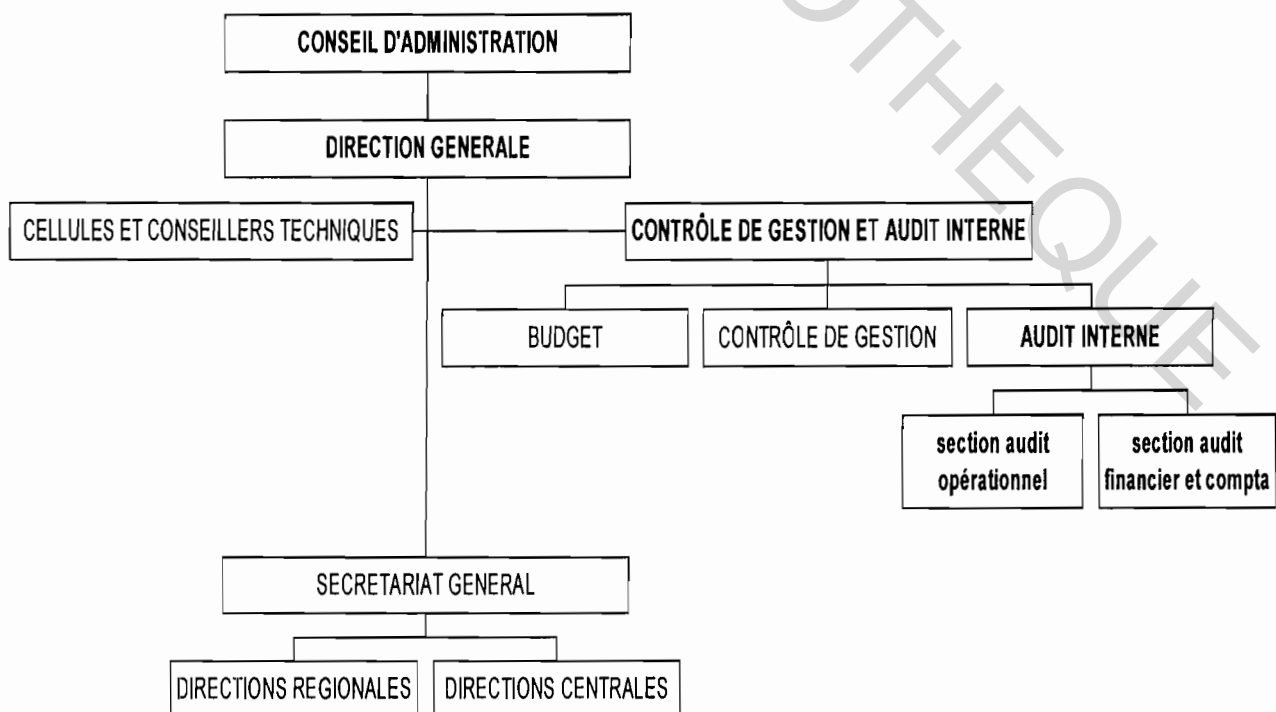 CONSEIL D'ADMINISTRATION
DIRECTION GENERALE
CELLULES ET CONSEILLERS TECHNIQUES
CONTRÔLE DE GESTION ET AUDIT INTERNE
BUDGET
CONTRÔLE DE GESTION
AUDIT INTERNE
section audit
opérationnel
section audit
financier et compta
SECRETARIAT GENERAL
DIRECTIONS REGIONALES
DIRECTIONS CENTRALES
OTHEQUE